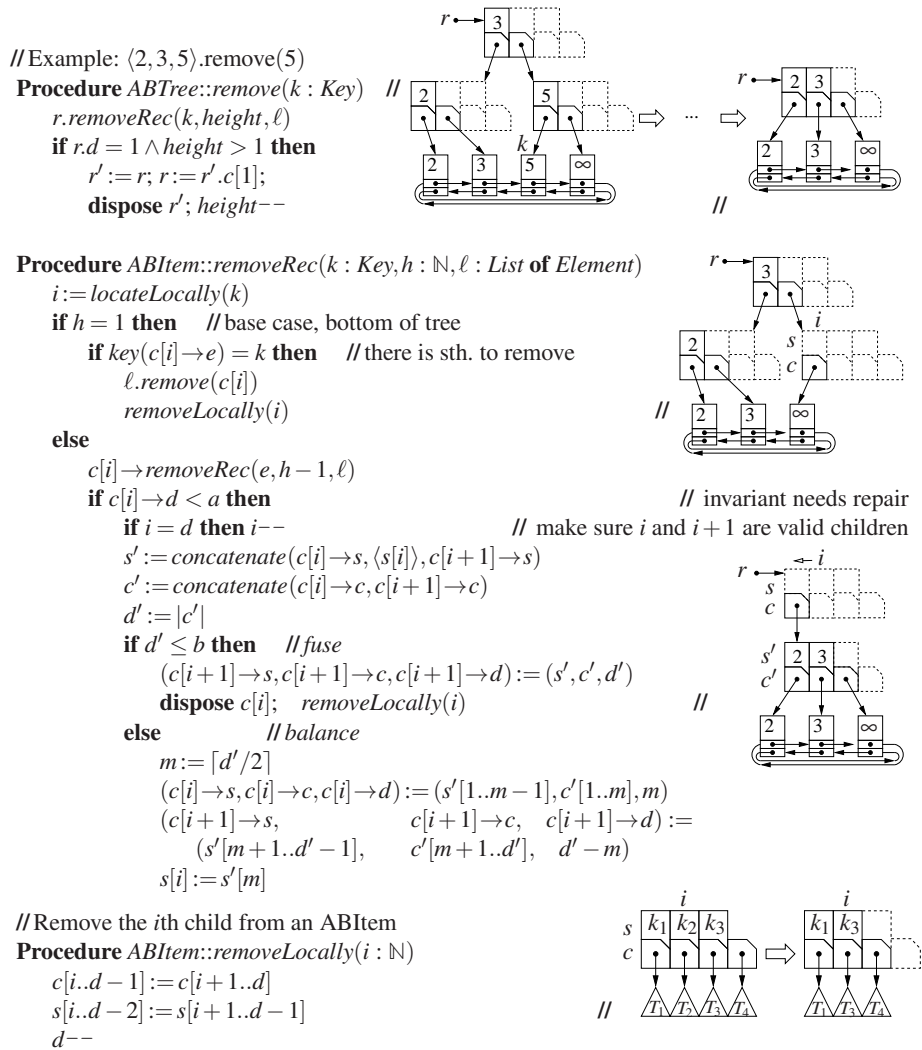 // Example: ⟨2, 3, 5⟩.remove(5)
Procedure ABTree::remove(k : Key) //
r.removeRec(k, height, ℓ)
if r.d = 1 ∧ height > 1 then
r′ := r; r := r′.c[1];
dispose r′; height−−
r
3
2
5
k
2 3 5 ∞
⇨ ... ⇨
r
2 3
2 3 ∞
//
Procedure ABItem::removeRec(k : Key, h : ℕ, ℓ : List of Element)
i := locateLocally(k)
if h = 1 then // base case, bottom of tree
if key(c[i]→e) = k then // there is sth. to remove
ℓ.remove(c[i])
removeLocally(i)
//
else
c[i]→removeRec(e, h−1, ℓ)
if c[i]→d < a then // invariant needs repair
if i = d then i−− // make sure i and i+1 are valid children
s′ := concatenate(c[i]→s, ⟨s[i]⟩, c[i+1]→s)
c′ := concatenate(c[i]→c, c[i+1]→c)
d′ := |c′|
if d′ ≤ b then // fuse
(c[i+1]→s, c[i+1]→c, c[i+1]→d) := (s′, c′, d′)
dispose c[i]; removeLocally(i) //
else // balance
m := ⌈d′/2⌉
(c[i]→s, c[i]→c, c[i]→d) := (s′[1..m−1], c′[1..m], m)
(c[i+1]→s, c[i+1]→c, c[i+1]→d) :=
(s′[m+1..d′−1], c′[m+1..d′], d′−m)
s[i] := s′[m]
r
3
i
s
2
c
2 3 ∞
i
r
s
c
s′ 2 3
c′
2 3 ∞
// Remove the ith child from an ABItem
Procedure ABItem::removeLocally(i : ℕ)
c[i..d−1] := c[i+1..d]
s[i..d−2] := s[i+1..d−1] //
d−−
i i
s k1 k2 k3 k1 k3
c ⇨
T1 T2 T3 T4 T1 T3 T4